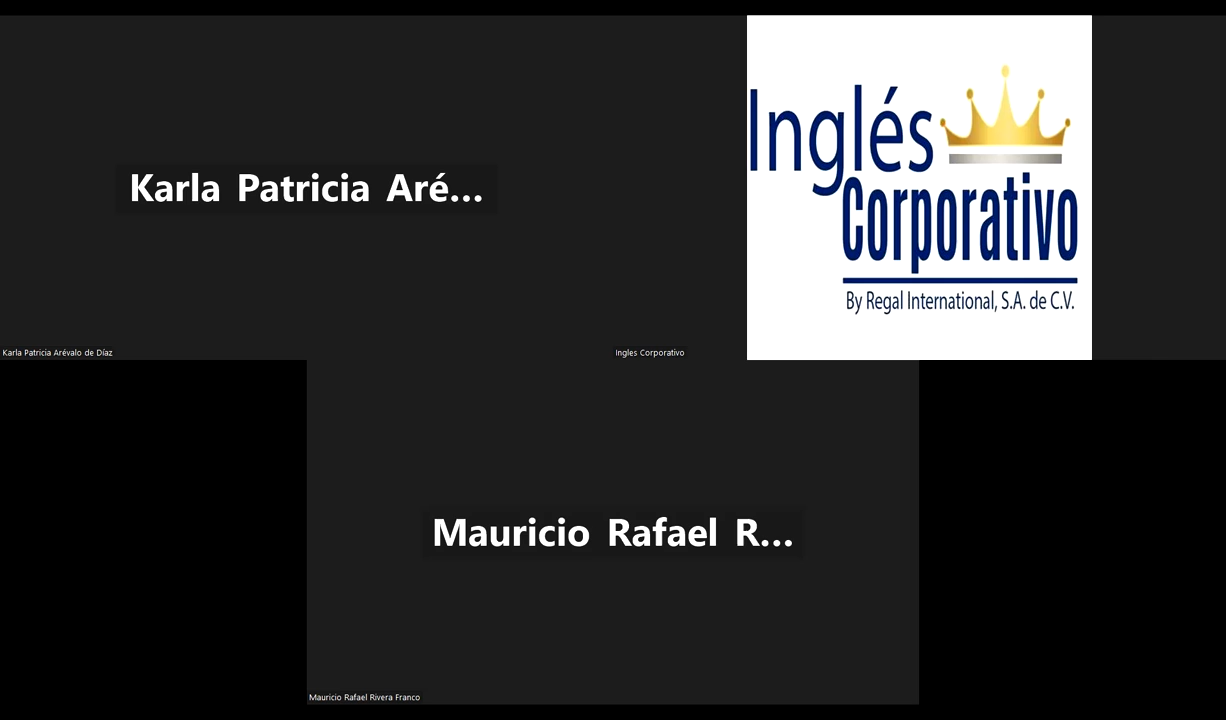 Karla Patricia Aré...
Karla Patricia Arévalo de Díaz
Inglés
Corporativo
By Regal International, S.A. de C.V.
Ingles Corporativo
Mauricio Rafael R...
Mauricio Rafael Rivera Franco